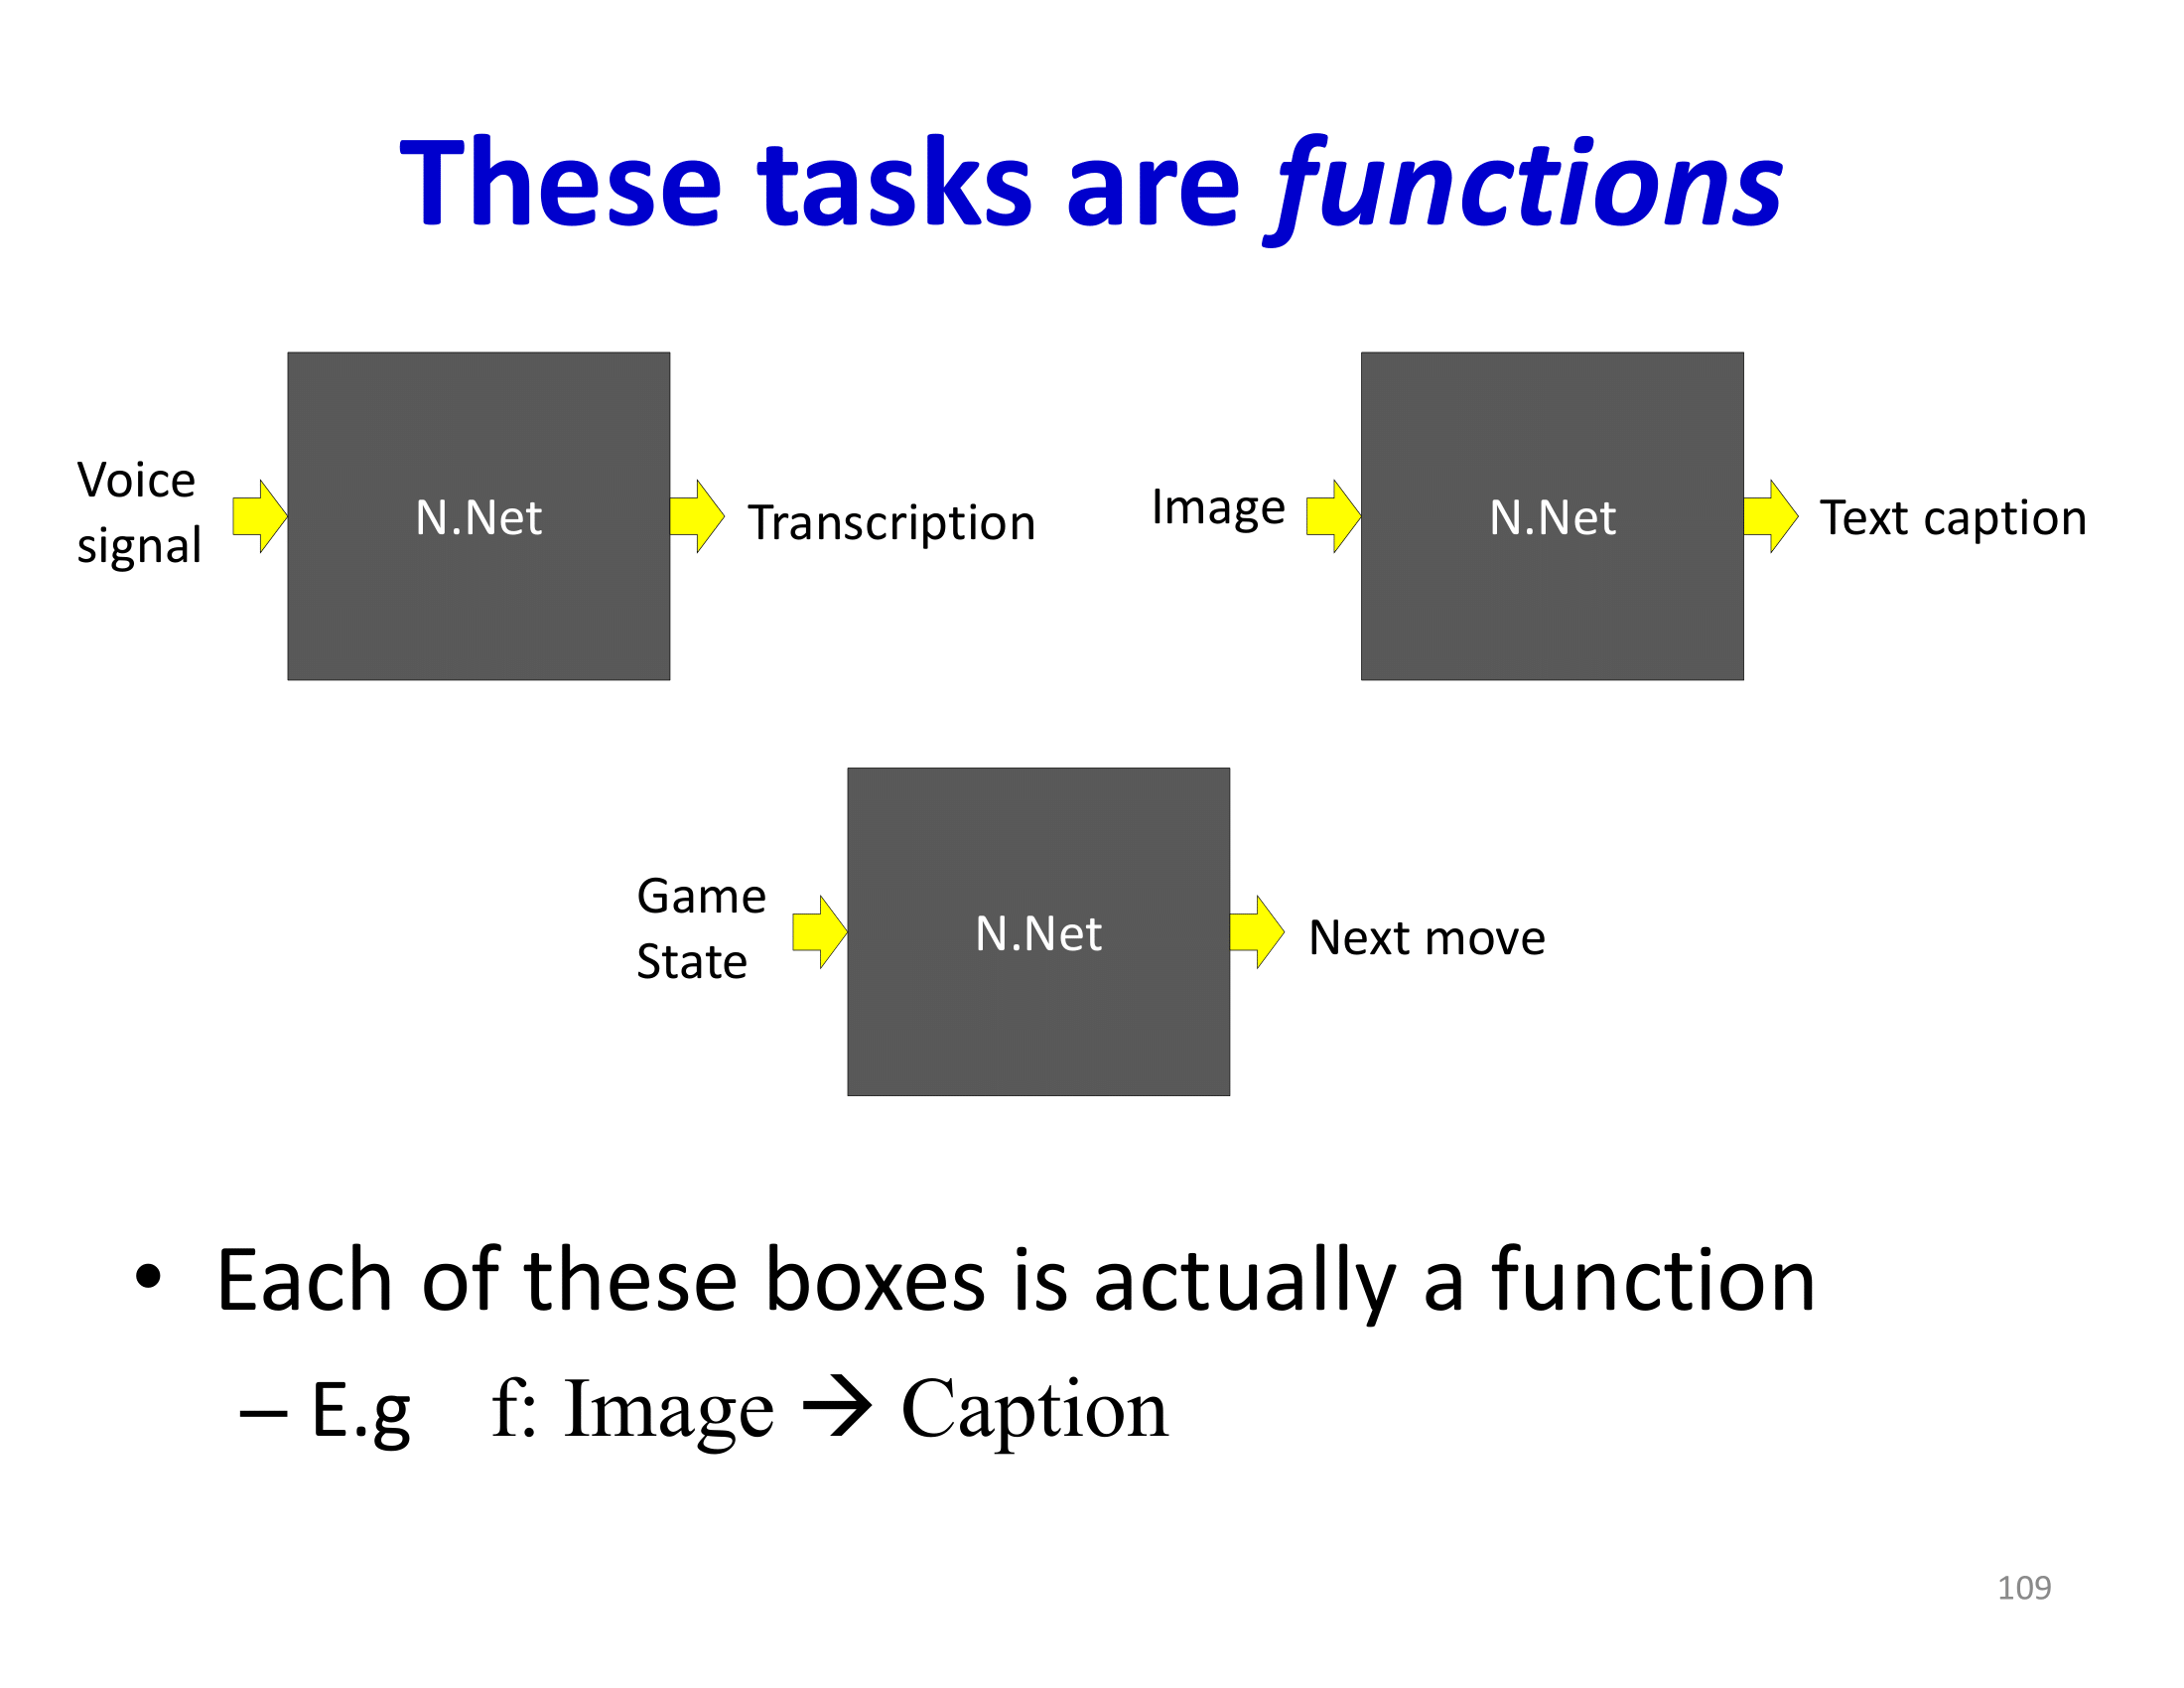 These tasks are functions
Voice
signal
N.Net
Transcription
Image
N.Net
Text caption
Game
State
N.Net
Next move
• Each of these boxes is actually a function
– E.g f: Image → Caption
109